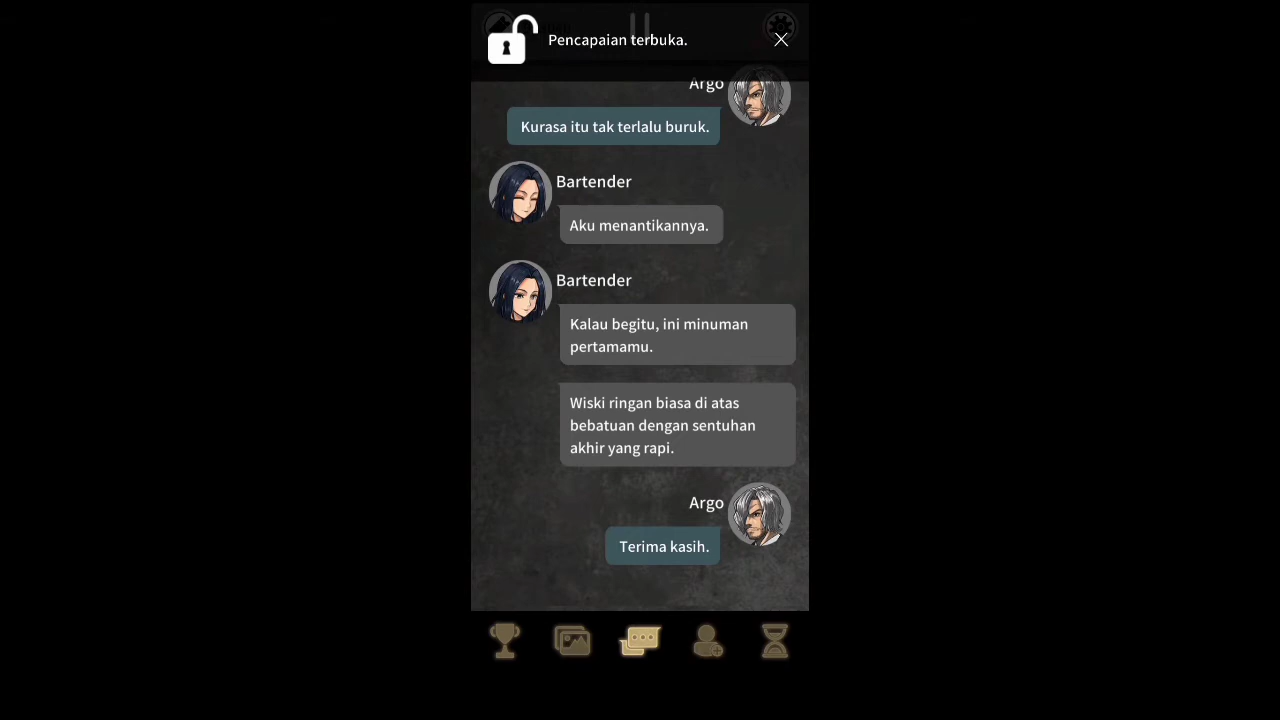 Pencapaian terbuka.
Argo
Kurasa itu tak terlalu buruk.
Bartender
Aku menantikannya.
Bartender
Kalau begitu, ini minuman
pertamamu.
Wiski ringan biasa di atas
bebatuan dengan sentuhan
akhir yang rapi.
Argo
Terima kasih.